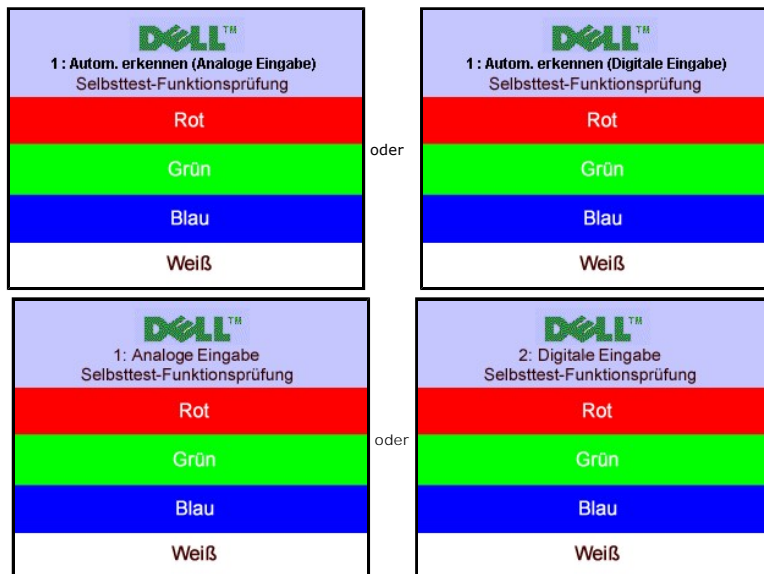 DELL™
1 : Autom. erkennen (Analoge Eingabe)
Selbsttest-Funktionsprüfung
Rot
Grün
Blau
Weiß
oder
DELL™
1 : Autom. erkennen (Digitale Eingabe)
Selbsttest-Funktionsprüfung
Rot
Grün
Blau
Weiß
DELL™
1: Analoge Eingabe
Selbsttest-Funktionsprüfung
Rot
Grün
Blau
Weiß
oder
DELL™
2: Digitale Eingabe
Selbsttest-Funktionsprüfung
Rot
Grün
Blau
Weiß